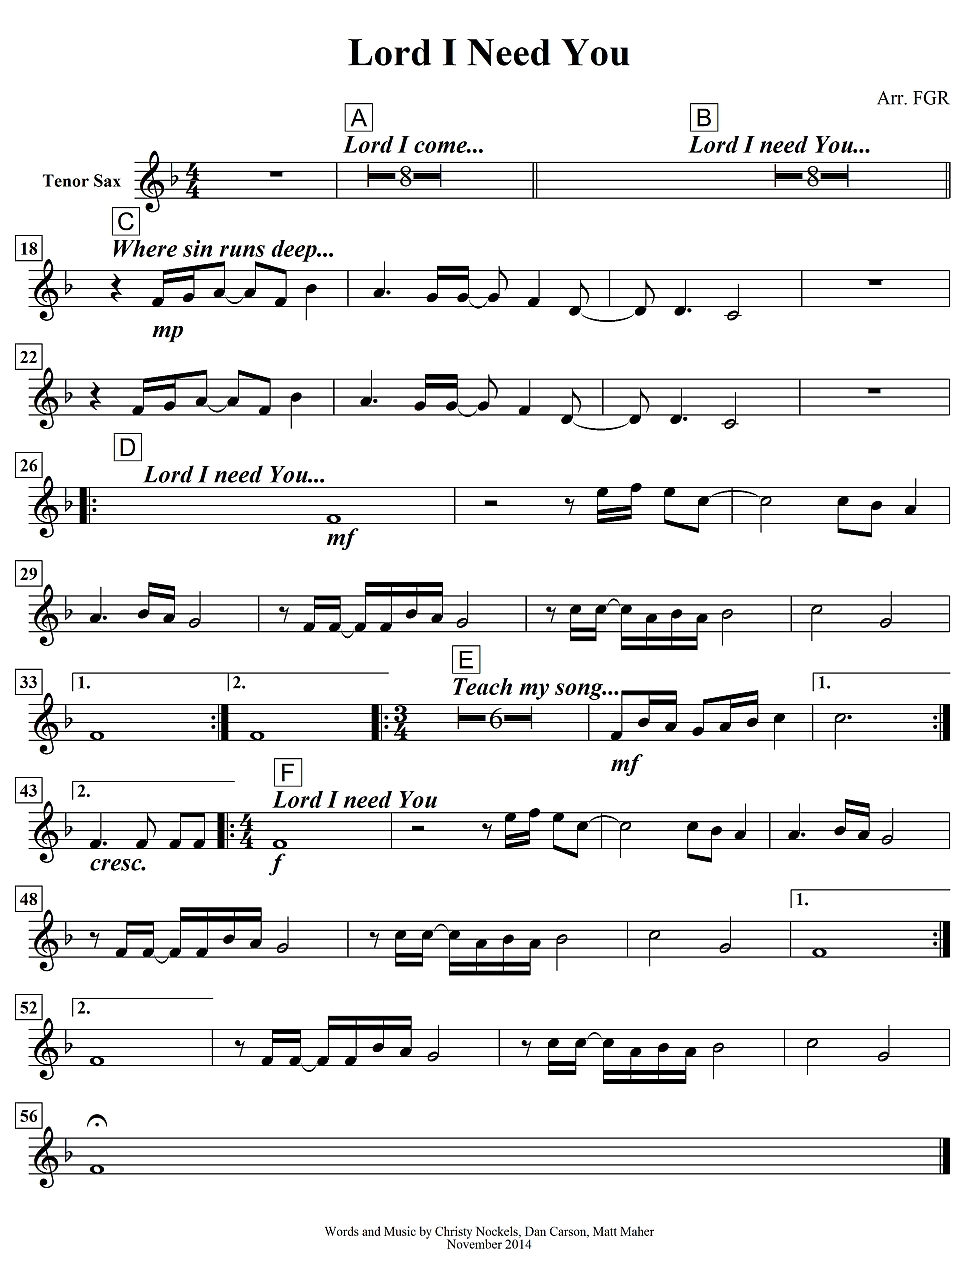 Lord I Need You
Arr. FGR
A B
Lord I come... Lord I need You...
Tenor Sax 4 4 8 8
C
18 Where sin runs deep...
mp
22
D
26 Lord I need You...
mf
29
E
33 1. 2. Teach my song... 1.
3 4 6
mf
F
43 2. Lord I need You
4 4
cresc. f
48 1.
52 2.
56
Words and Music by Christy Nockels, Dan Carson, Matt Maher
November 2014